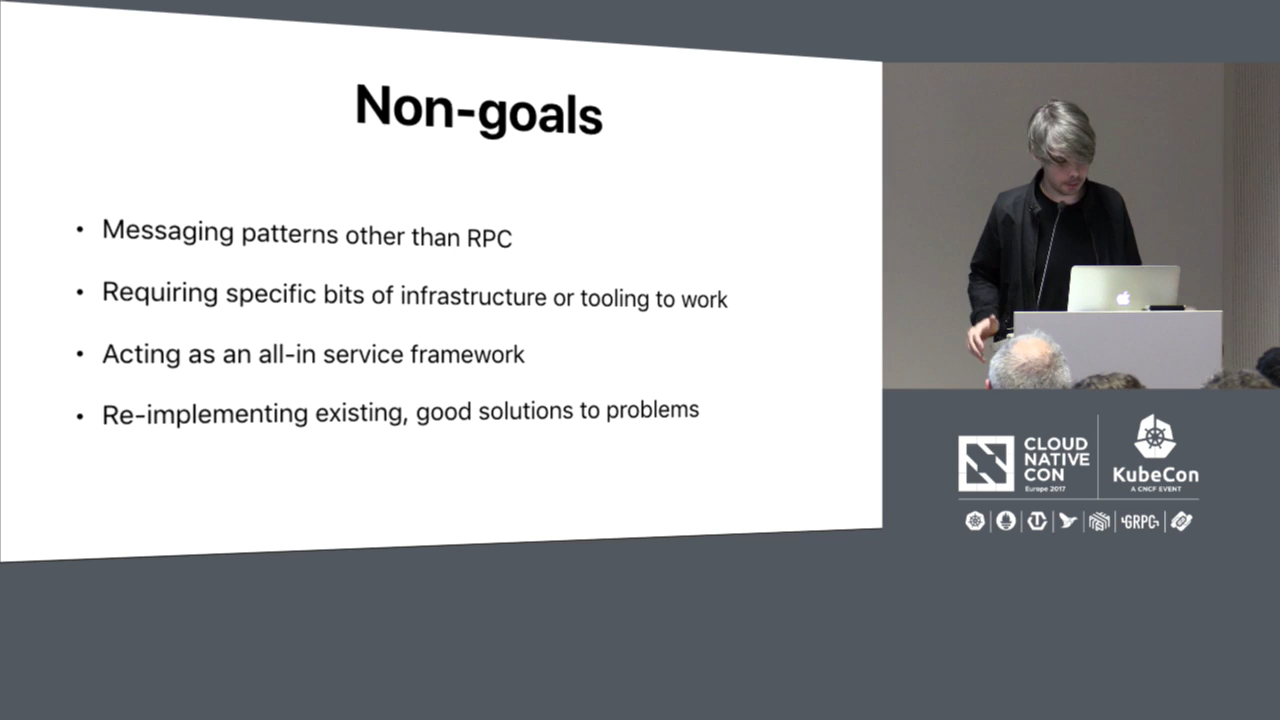 Non-goals
• Messaging patterns other than RPC
• Requiring specific bits of infrastructure or tooling to work
• Acting as an all-in service framework
• Re-implementing existing, good solutions to problems
CLOUD
NATIVE
CON
Europe 2017
KubeCon
A CNCF EVENT
GRPC